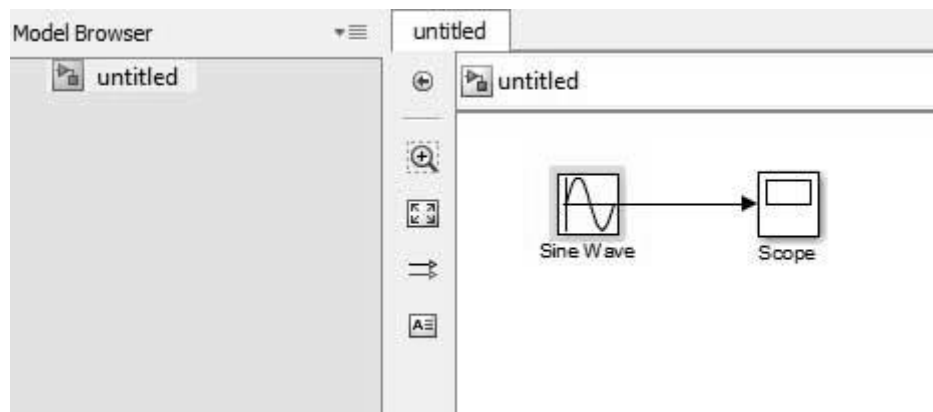 Model Browser
untitled
untitled
untitled
Sine Wave
Scope
A